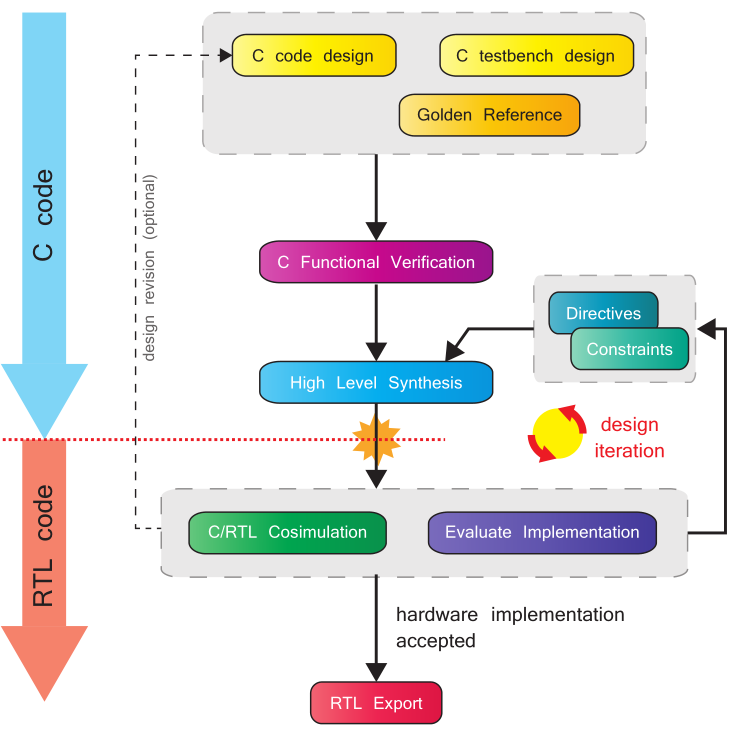 C code design
C testbench design
Golden Reference
C code
design revision (optional)
C Functional Verification
Directives
Constraints
High Level Synthesis
design
iteration
RTL code
C/RTL Cosimulation
Evaluate Implementation
hardware implementation
accepted
RTL Export